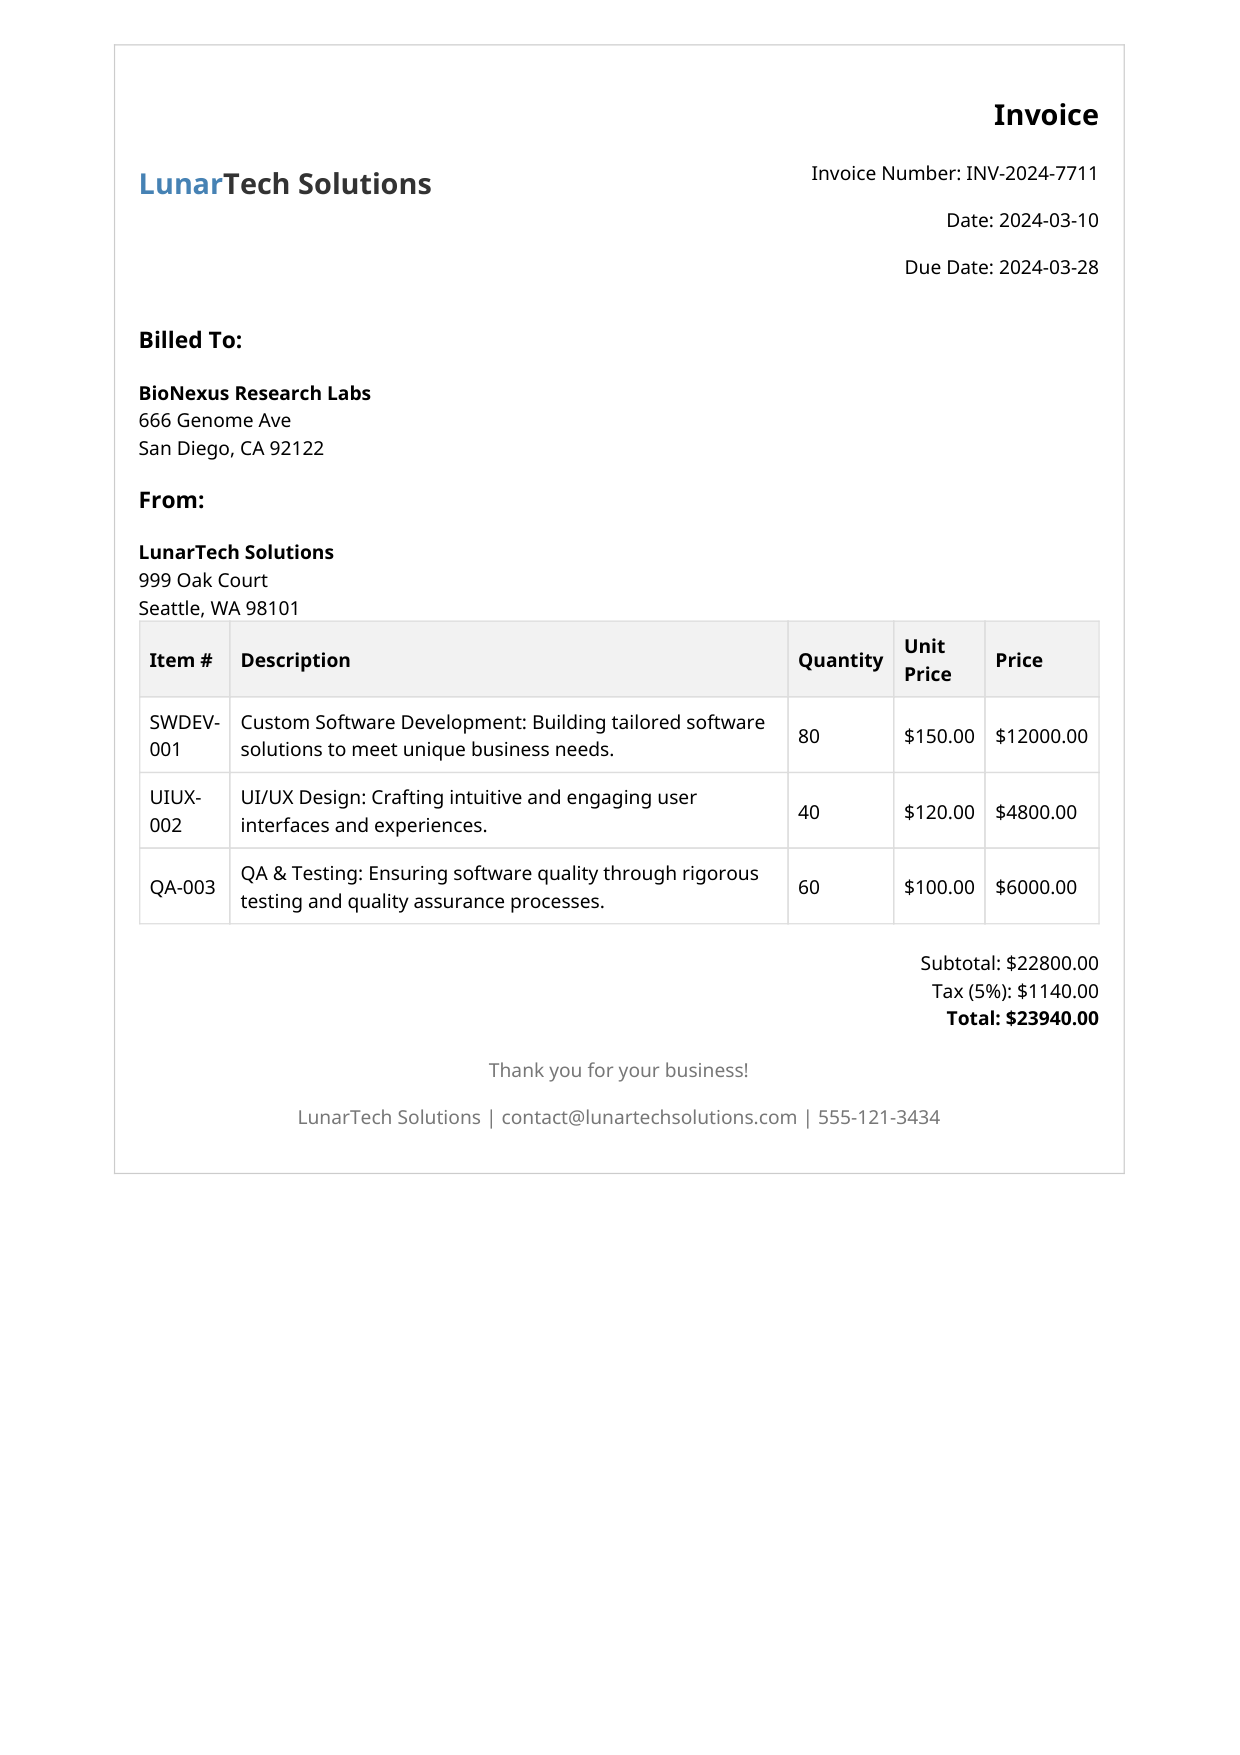 Invoice
LunarTech Solutions
Invoice Number: INV-2024-7711
Date: 2024-03-10
Due Date: 2024-03-28
Billed To:
BioNexus Research Labs
666 Genome Ave
San Diego, CA 92122
From:
LunarTech Solutions
999 Oak Court
Seattle, WA 98101
Item # Description Quantity Unit Price Price
SWDEV-001 Custom Software Development: Building tailored software
solutions to meet unique business needs. 80 $150.00 $12000.00
UIUX-002 UI/UX Design: Crafting intuitive and engaging user
interfaces and experiences. 40 $120.00 $4800.00
QA-003 QA & Testing: Ensuring software quality through rigorous
testing and quality assurance processes. 60 $100.00 $6000.00
Subtotal: $22800.00
Tax (5%): $1140.00
Total: $23940.00
Thank you for your business!
LunarTech Solutions | contact@lunartechsolutions.com | 555-121-3434